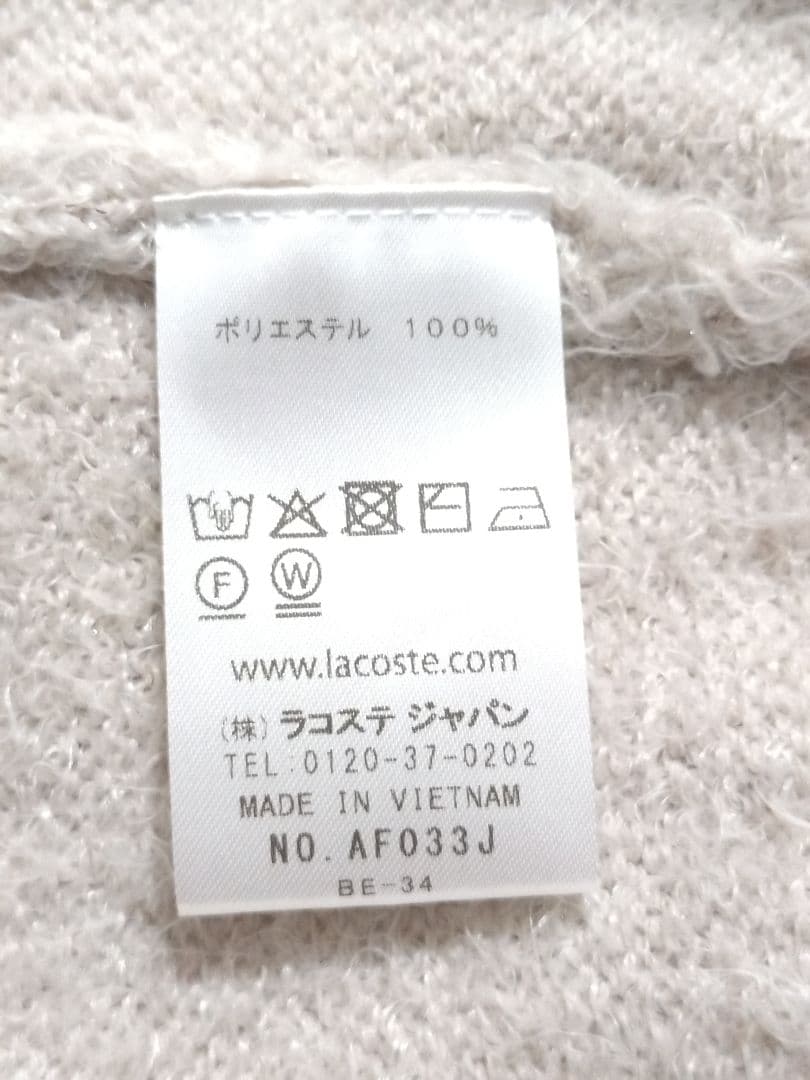 ポリエステル 100%
F W
www.lacoste.com
(株) ラコステ ジャパン
TEL:0120-37-0202
MADE IN VIETNAM
NO. AF033J
BE-34